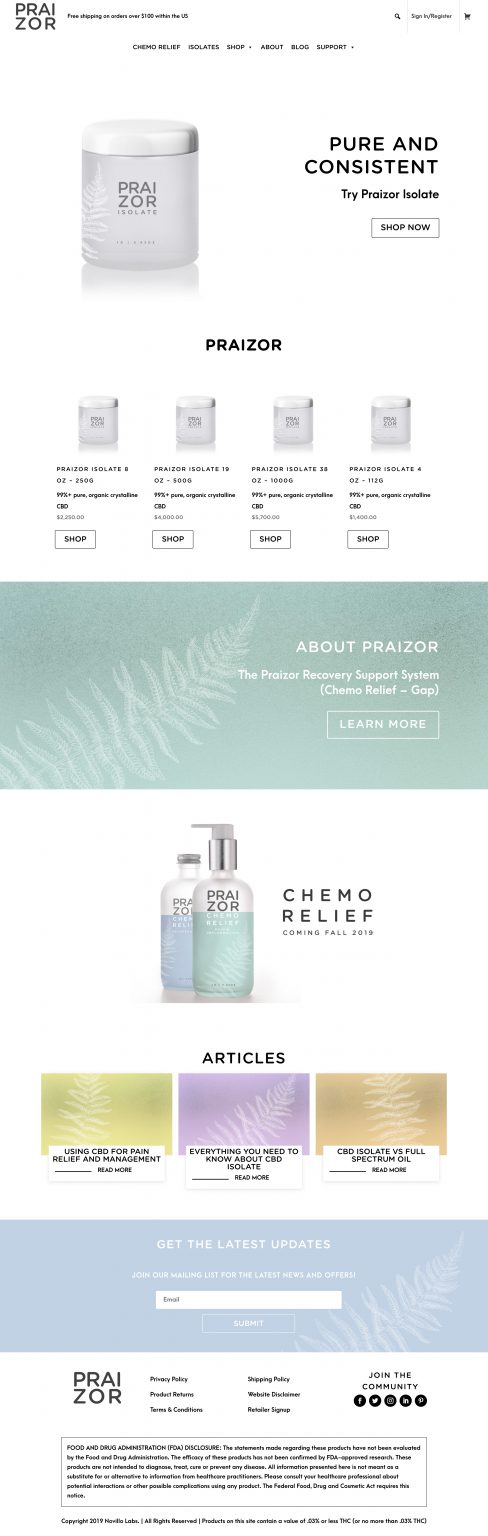 PRAI
ZOR
Free shipping on orders over $100 within the US
Sign In/Register
CHEMO RELIEF ISOLATES SHOP ABOUT BLOG SUPPORT
PRAI
ZOR
ISOLATE
PURE AND
CONSISTENT
Try Praizor Isolate
SHOP NOW
PRAIZOR
PRAI
ZOR
ISOLATE
PRAI
ZOR
ISOLATE
PRAI
ZOR
ISOLATE
PRAI
ZOR
ISOLATE
PRAIZOR ISOLATE 8
OZ – 250G
99%+ pure, organic crystalline
CBD
$2,250.00
SHOP
PRAIZOR ISOLATE 19
OZ – 500G
99%+ pure, organic crystalline
CBD
$4,000.00
SHOP
PRAIZOR ISOLATE 38
OZ – 1000G
99%+ pure, organic crystalline
CBD
$5,700.00
SHOP
PRAIZOR ISOLATE 4
OZ – 112G
99%+ pure, organic crystalline
CBD
$1,400.00
SHOP
ABOUT PRAIZOR
The Praizor Recovery Support System
(Chemo Relief – Gap)
LEARN MORE
PRAI
ZOR
CHEMO
RELIEF
CHEMO
RELIEF
COMING FALL 2019
ARTICLES
USING CBD FOR PAIN
RELIEF AND MANAGEMENT
READ MORE
EVERYTHING YOU NEED TO
KNOW ABOUT CBD
ISOLATE
READ MORE
CBD ISOLATE VS FULL
SPECTRUM OIL
READ MORE
GET THE LATEST UPDATES
JOIN OUR MAILING LIST FOR THE LATEST NEWS AND OFFERS!
Email
SUBMIT
PRAI
ZOR
Privacy Policy
Product Returns
Terms & Conditions
Shipping Policy
Website Disclaimer
Retailer Signup
JOIN THE
COMMUNITY
FOOD AND DRUG ADMINISTRATION (FDA) DISCLOSURE: The statements made regarding these products have not been evaluated
by the Food and Drug Administration. The efficacy of these products has not been confirmed by FDA-approved research. These
products are not intended to diagnose, treat, cure or prevent any disease. All information presented here is not meant as a
substitute for or alternative to information from healthcare practitioners. Please consult your healthcare professional about
potential interactions or other possible complications using any product. The Federal Food, Drug and Cosmetic Act requires this
notice.
Copyright 2019 Novilla Labs. | All Rights Reserved | Products on this site contain a value of .03% or less THC (or no more than .03% THC)